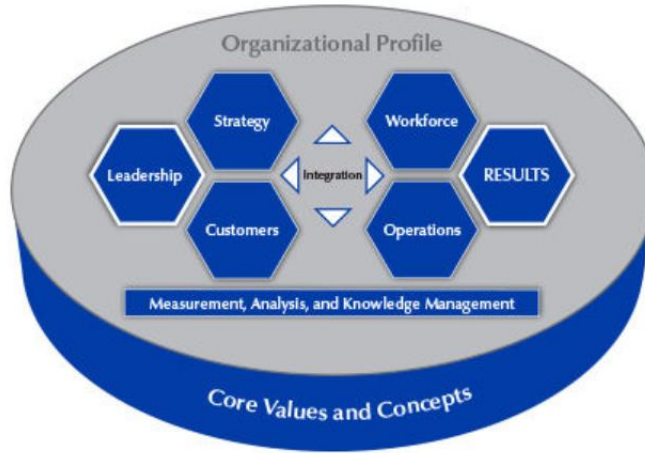 Organizational Profile
Strategy
Workforce
Leadership
Integration
RESULTS
Customers
Operations
Measurement, Analysis, and Knowledge Management
Core Values and Concepts